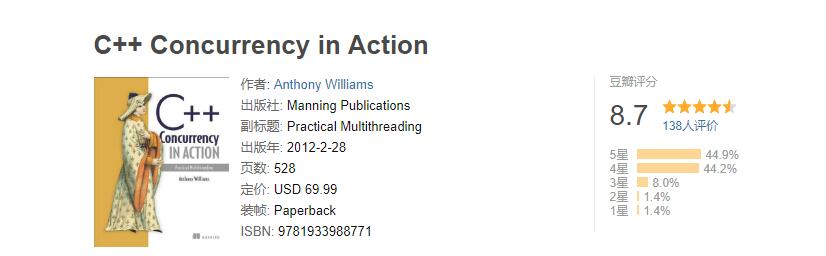 C++ Concurrency in Action
C++
Concurrency
IN ACTION
Practical Multithreading
Anthony Williams
MANNING
作者: Anthony Williams
出版社: Manning Publications
副标题: Practical Multithreading
出版年: 2012-2-28
页数: 528
定价: USD 69.99
装帧: Paperback
ISBN: 9781933988771
豆瓣评分
8.7
138人评价
5星 44.9%
4星 44.2%
3星 8.0%
2星 1.4%
1星 1.4%